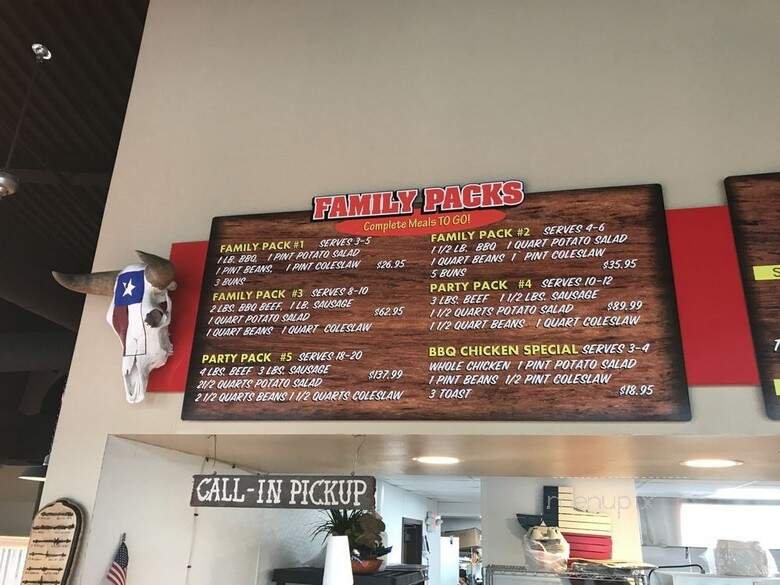 FAMILY PACKS
Complete Meals TO GO!
FAMILY PACK #1 SERVES 3-5
1 LB. BBQ, 1 PINT POTATO SALAD
1 PINT BEANS, 1 PINT COLESLAW $26.95
3 BUNS
FAMILY PACK #3 SERVES 8-10
2 LBS. BBQ BEEF, 1 LB. SAUSAGE
1 QUART POTATO SALAD $62.95
1 QUART BEANS 1 QUART COLESLAW
PARTY PACK #5 SERVES 18-20
4 LBS. BEEF 3 LBS. SAUSAGE $137.99
2 1/2 QUARTS POTATO SALAD
2 1/2 QUARTS BEANS 1 1/2 QUARTS COLESLAW
FAMILY PACK #2 SERVES 4-6
1 1/2 LB. BBQ 1 QUART POTATO SALAD
1 QUART BEANS 1 PINT COLESLAW
5 BUNS $35.95
PARTY PACK #4 SERVES 10-12
3 LBS. BEEF 1 1/2 LBS. SAUSAGE
1 1/2 QUARTS POTATO SALAD $89.99
1 1/2 QUART BEANS 1 QUART COLESLAW
BBQ CHICKEN SPECIAL SERVES 3-4
WHOLE CHICKEN 1 PINT POTATO SALAD
1 PINT BEANS 1/2 PINT COLESLAW
3 TOAST $18.95
CALL-IN PICKUP
menupix